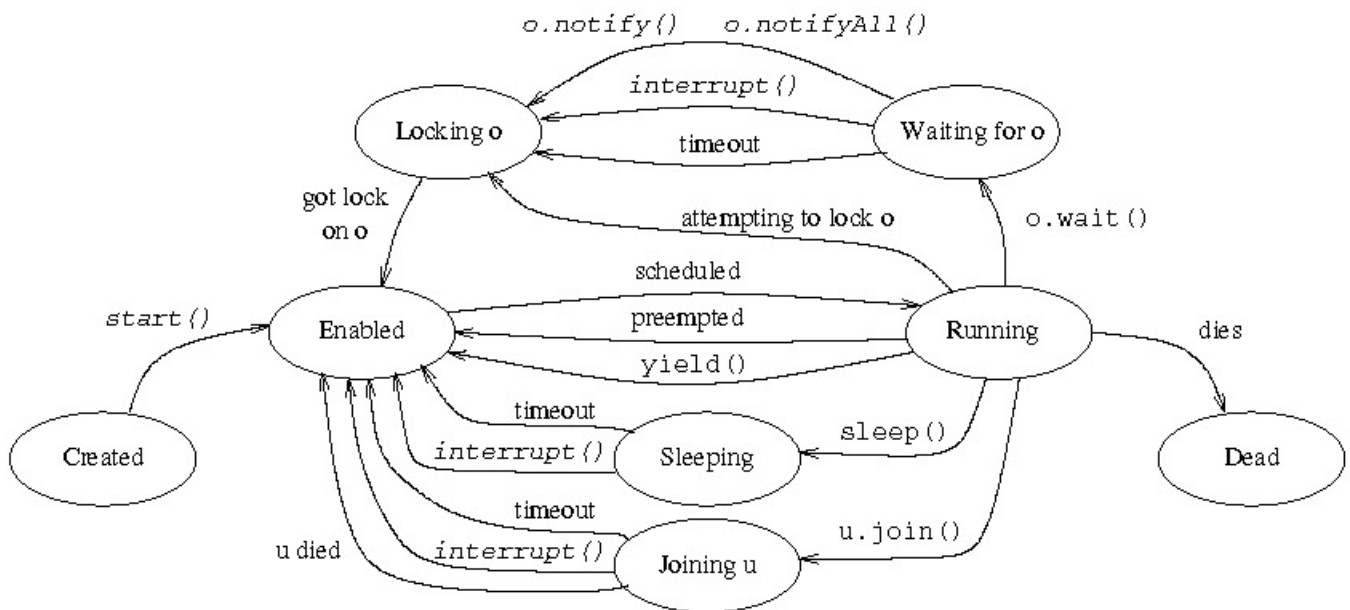 o.notify() o.notifyAll()
interrupt()
Locking o
Waiting for o
timeout
got lock
on o
attempting to lock o
o.wait()
scheduled
start()
Enabled
preempted
Running
dies
yield()
timeout
sleep()
Created
interrupt()
Sleeping
Dead
timeout
u.join()
u died
interrupt()
Joining u